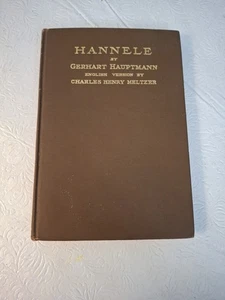 HANNELE
BY
GERHART HAUPTMANN
ENGLISH VERSION BY
CHARLES HENRY MELTZER